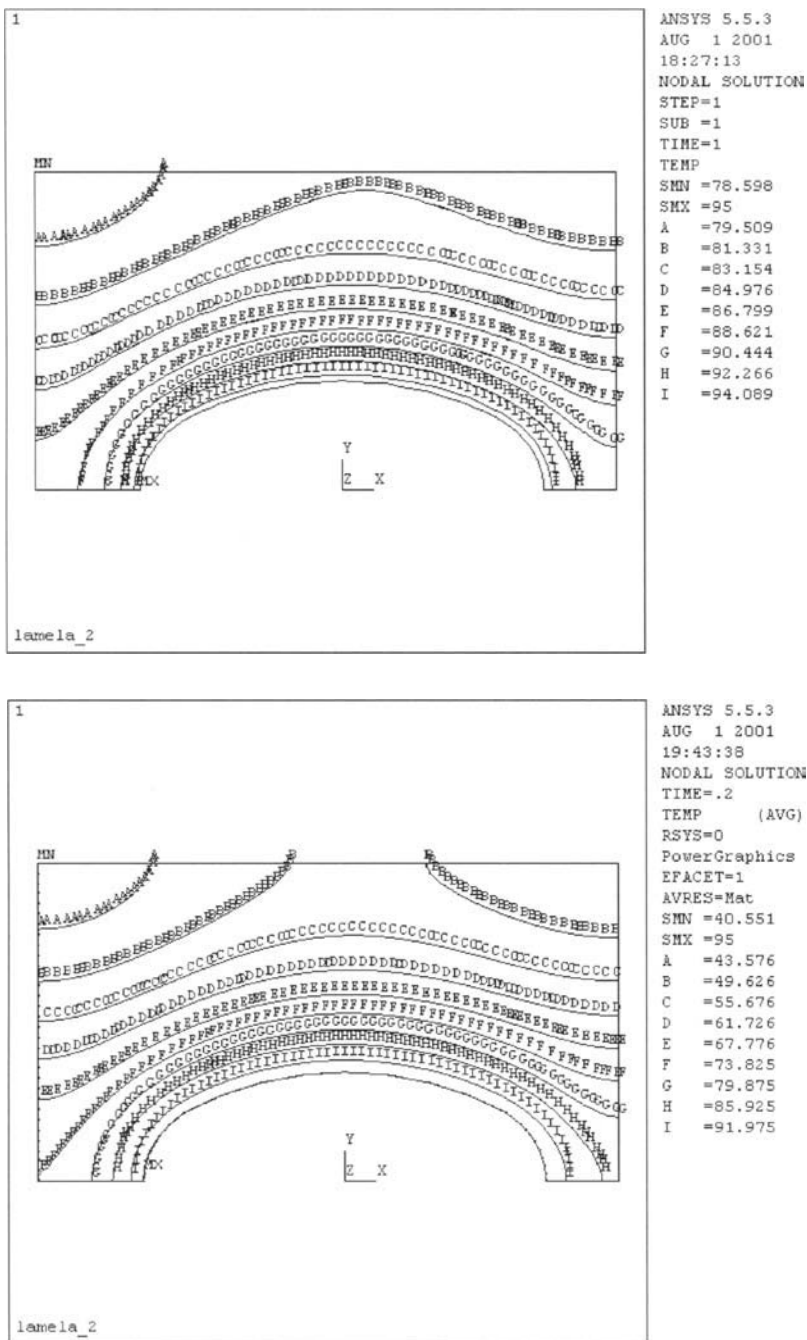 1
ANSYS 5.5.3
AUG 1 2001
18:27:13
NODAL SOLUTION
STEP=1
SUB =1
TIME=1
TEMP
SMN =78.598
SMX =95
A =79.509
B =81.331
C =83.154
D =84.976
E =86.799
F =88.621
G =90.444
H =92.266
I =94.089
MN
MX
Y
Z X
lamela_2
1
ANSYS 5.5.3
AUG 1 2001
19:43:38
NODAL SOLUTION
TIME=.2
TEMP (AVG)
RSYS=0
PowerGraphics
EFACET=1
AVRES=Mat
SMN =40.551
SMX =95
A =43.576
B =49.626
C =55.676
D =61.726
E =67.776
F =73.825
G =79.875
H =85.925
I =91.975
MN
MX
Y
Z X
lamela_2